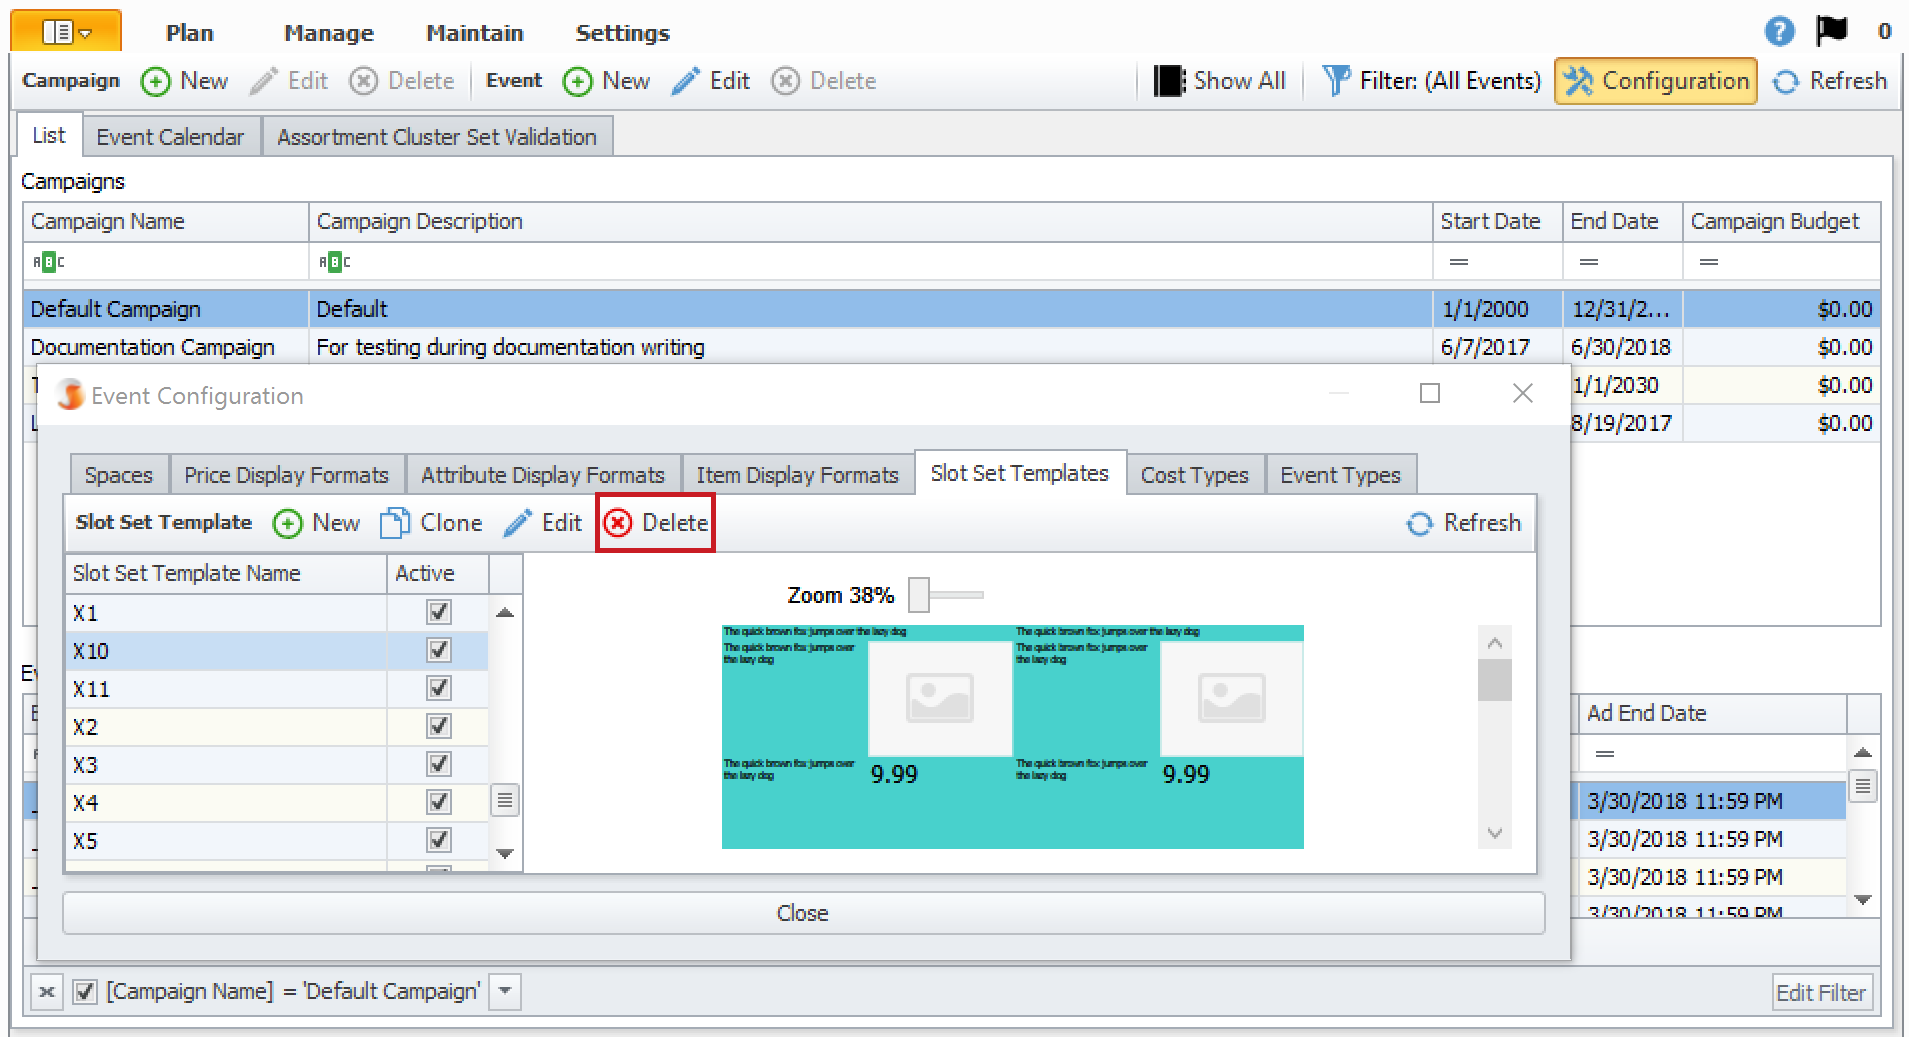 Plan Manage Maintain Settings 0
Campaign New Edit Delete Event New Edit Delete Show All Filter: (All Events) Configuration Refresh
List Event Calendar Assortment Cluster Set Validation
Campaigns
Campaign Name Campaign Description Start Date End Date Campaign Budget
ABC ABC = = =
Default Campaign Default 1/1/2000 12/31/2... $0.00
Documentation Campaign For testing during documentation writing 6/7/2017 6/30/2018 $0.00
1/1/2030 $0.00
8/19/2017 $0.00
Event Configuration
Spaces Price Display Formats Attribute Display Formats Item Display Formats Slot Set Templates Cost Types Event Types
Slot Set Template New Clone Edit Delete Refresh
Slot Set Template Name Active
Zoom 38%
X1
X10
X11
X2
X3
X4
X5
The quick brown fox jumps over the lazy dog The quick brown fox jumps over the lazy dog
The quick brown fox jumps over The quick brown fox jumps over
the lazy dog the lazy dog
The quick brown fox jumps over 9.99 The quick brown fox jumps over 9.99
the lazy dog the lazy dog
Ad End Date
=
3/30/2018 11:59 PM
3/30/2018 11:59 PM
3/30/2018 11:59 PM
3/30/2018 11:59 PM
Close
[Campaign Name] = 'Default Campaign' Edit Filter